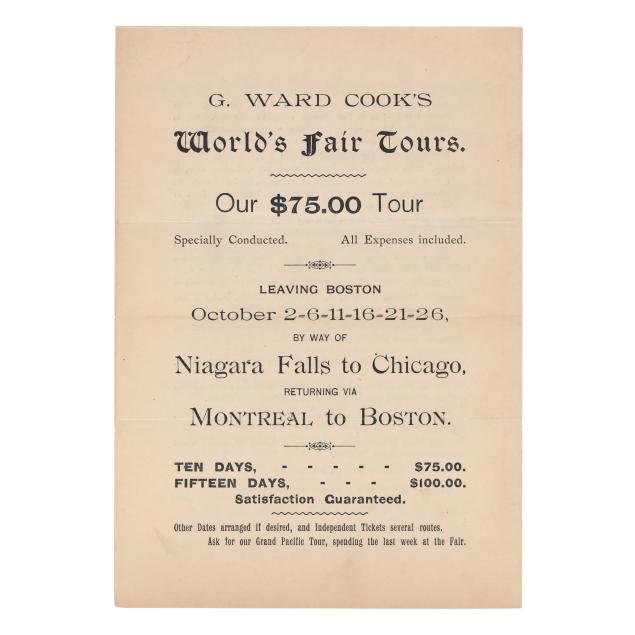 G. WARD COOK'S
World's Fair Tours.
Our $75.00 Tour
Specially Conducted. All Expenses included.
LEAVING BOSTON
October 2-6-11-16-21-26,
BY WAY OF
Niagara Falls to Chicago,
RETURNING VIA
MONTREAL to BOSTON.
TEN DAYS, - - - - - $75.00.
FIFTEEN DAYS, - - - $100.00.
Satisfaction Guaranteed.
Other Dates arranged if desired, and Independent Tickets several routes.
Ask for our Grand Pacific Tour, spending the last week at the Fair.